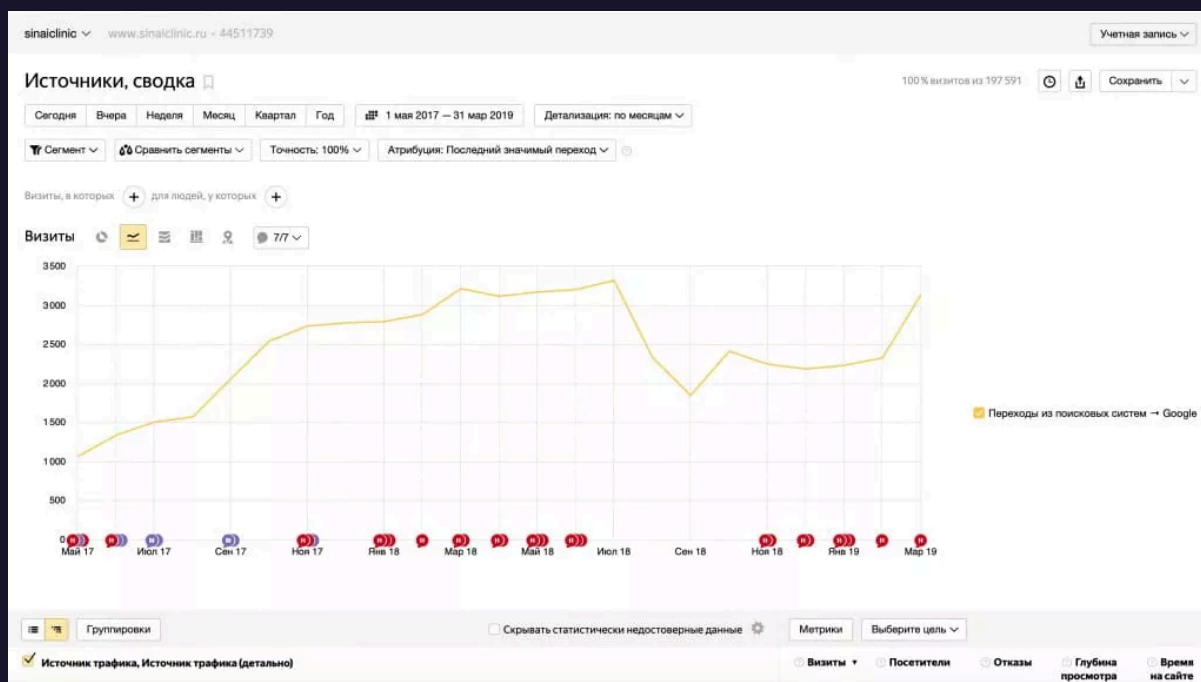 sinaiclinic www.sinaiclinic.ru - 44511739 Учетная запись
Источники, сводка 100 % визитов из 197 591 Сохранить
Сегодня Вчера Неделя Месяц Квартал Год 1 мая 2017 — 31 мар 2019 Детализация: по месяцам
Сегмент Сравнить сегменты Точность: 100% Атрибуция: Последний значимый переход
Визиты, в которых + для людей, у которых +
Визиты 7/7
3500
3000
2500
2000
1500
1000
500
0
Переходы из поисковых систем → Google
Май 17 Июл 17 Сен 17 Ноя 17 Янв 18 Мар 18 Май 18 Июл 18 Сен 18 Ноя 18 Янв 19 Мар 19
Группировки Скрывать статистически недостоверные данные Метрики Выберите цель
Источник трафика, Источник трафика (детально) Визиты Посетители Отказы Глубина просмотра Время на сайте